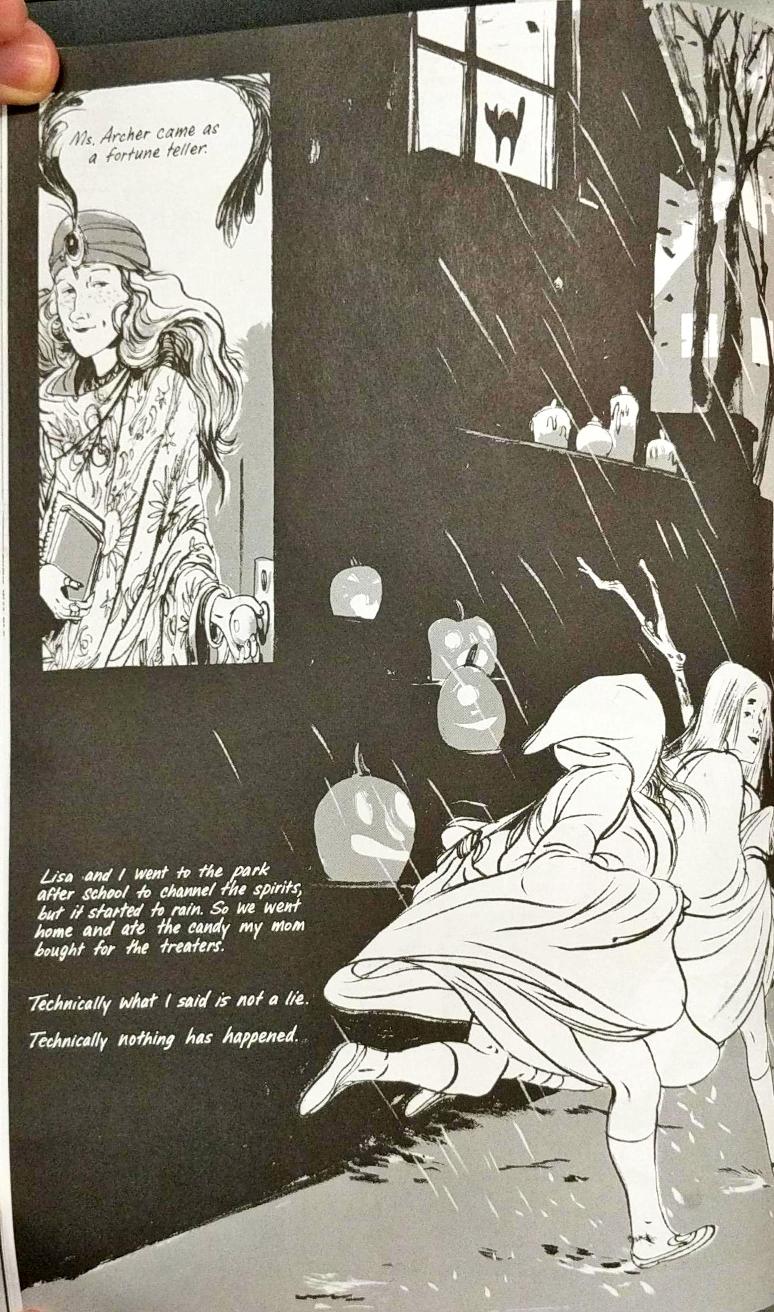 Ms. Archer came as
a fortune teller.
Lisa and I went to the park
after school to channel the spirits,
but it started to rain. So we went
home and ate the candy my mom
bought for the treaters.
Technically what I said is not a lie.
Technically nothing has happened.